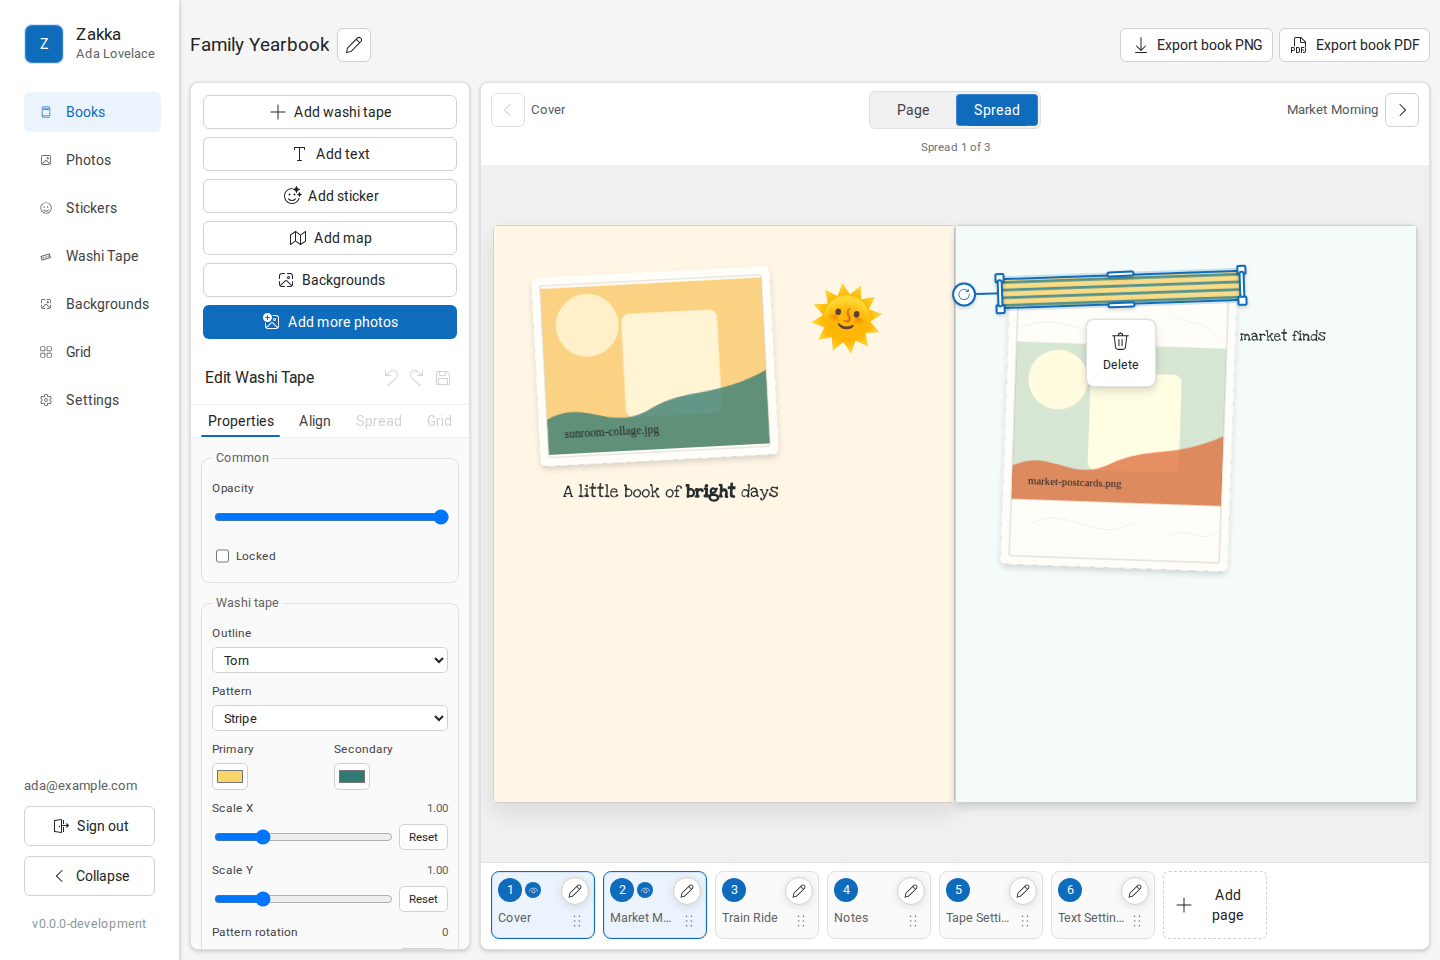 Z
Zakka
Ada Lovelace
Books
Photos
Stickers
Washi Tape
Backgrounds
Grid
Settings
ada@example.com
Sign out
Collapse
v0.0.0-development
Family Yearbook
Export book PNG
PDF
Export book PDF
Add washi tape
Add text
Add sticker
Add map
Backgrounds
Add more photos
Edit Washi Tape
Properties
Align
Spread
Grid
Common
Opacity
Locked
Washi tape
Outline
Torn
Pattern
Stripe
Primary
Secondary
Scale X
1.00
Reset
Scale Y
1.00
Reset
Pattern rotation
0
Cover
Page
Spread
Market Morning
Spread 1 of 3
sunroom-collage.jpg
A little book of bright days
market finds
Delete
market-postcards.png
1
Cover
2
Market M...
3
Train Ride
4
Notes
5
Tape Setti...
6
Text Settin...
Add
page